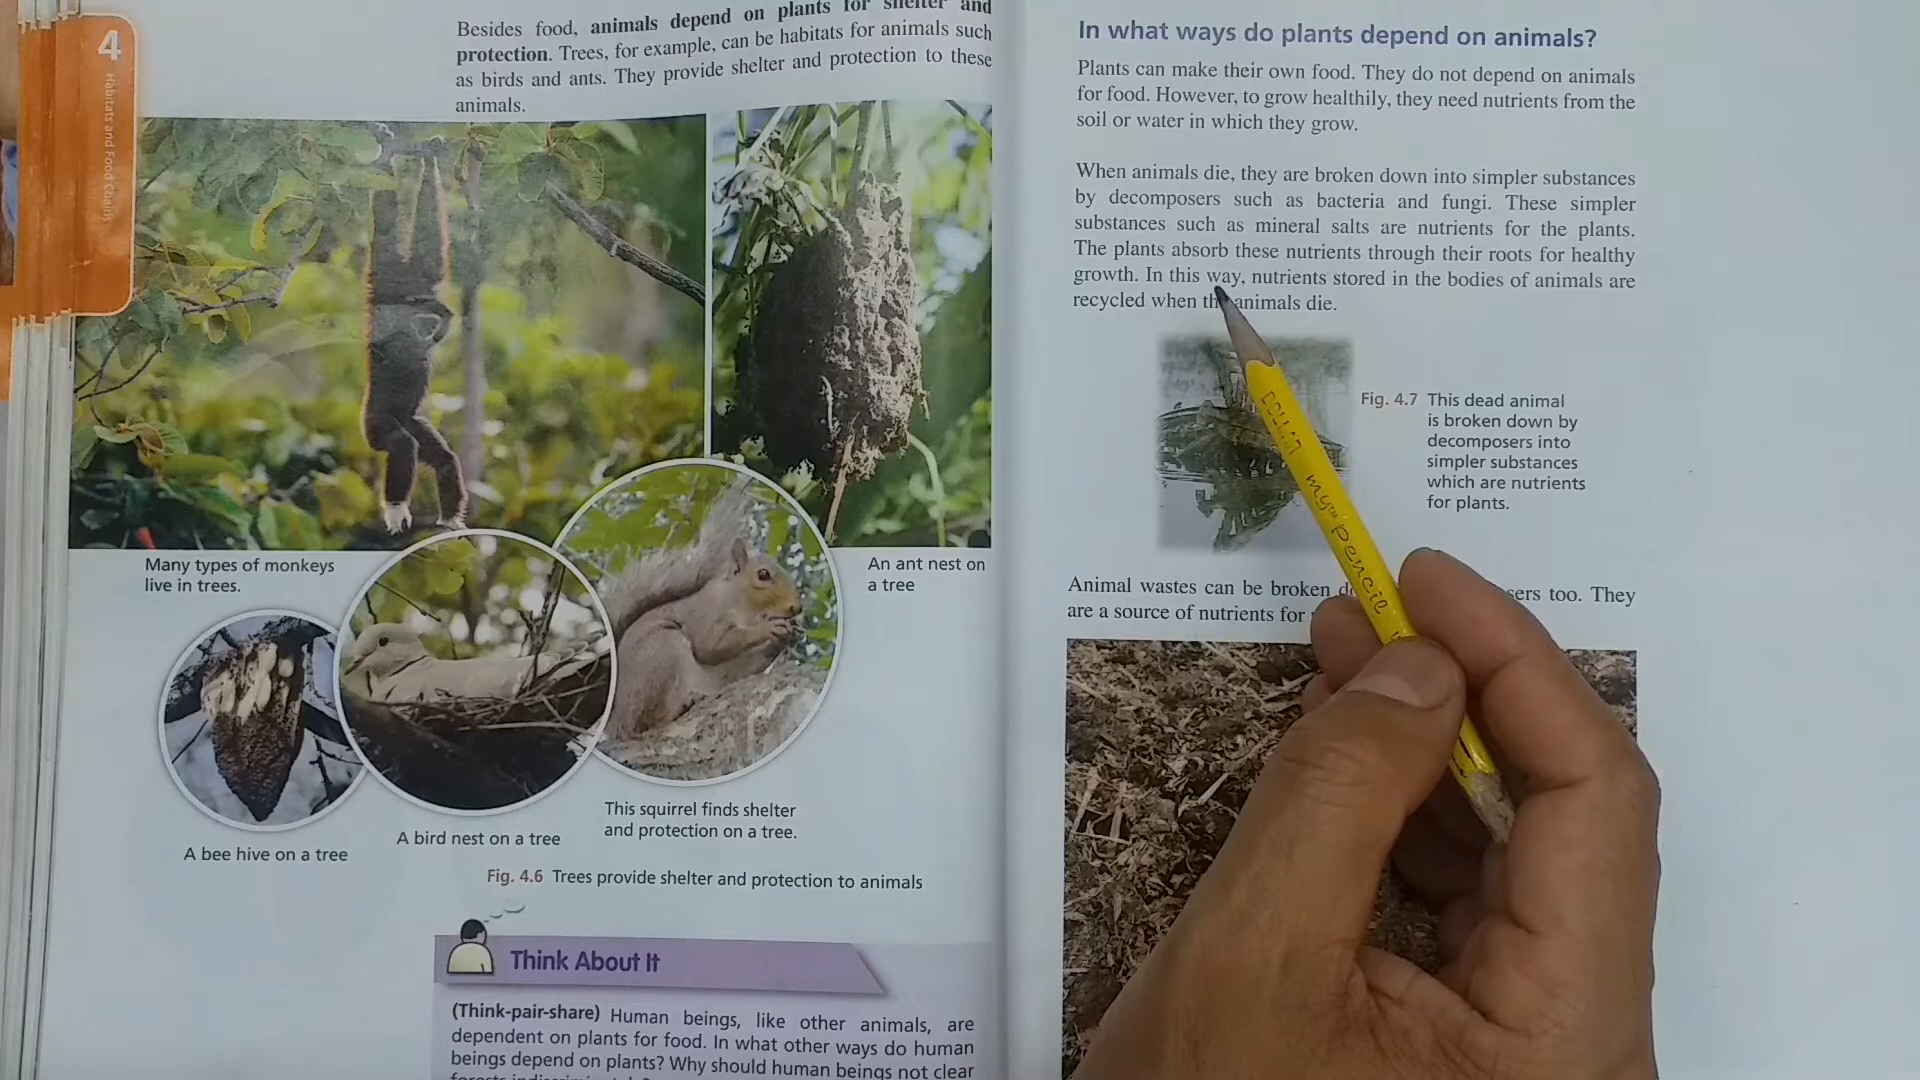 4
Habitats and Food Chains
Besides food, animals depend on plants for shelter and
protection. Trees, for example, can be habitats for animals such
as birds and ants. They provide shelter and protection to these
animals.
Many types of monkeys
live in trees.
An ant nest on
a tree
A bee hive on a tree
A bird nest on a tree
This squirrel finds shelter
and protection on a tree.
Fig. 4.6 Trees provide shelter and protection to animals
Think About It
(Think-pair-share) Human beings, like other animals, are
dependent on plants for food. In what other ways do human
beings depend on plants? Why should human beings not clear
In what ways do plants depend on animals?
Plants can make their own food. They do not depend on animals
for food. However, to grow healthily, they need nutrients from the
soil or water in which they grow.
When animals die, they are broken down into simpler substances
by decomposers such as bacteria and fungi. These simpler
substances such as mineral salts are nutrients for the plants.
The plants absorb these nutrients through their roots for healthy
growth. In this way, nutrients stored in the bodies of animals are
recycled when animals die.
Fig. 4.7 This dead animal
is broken down by
decomposers into
simpler substances
which are nutrients
for plants.
Animal wastes can be broken too. They
are a source of nutrients for
DOLLAR my pencil